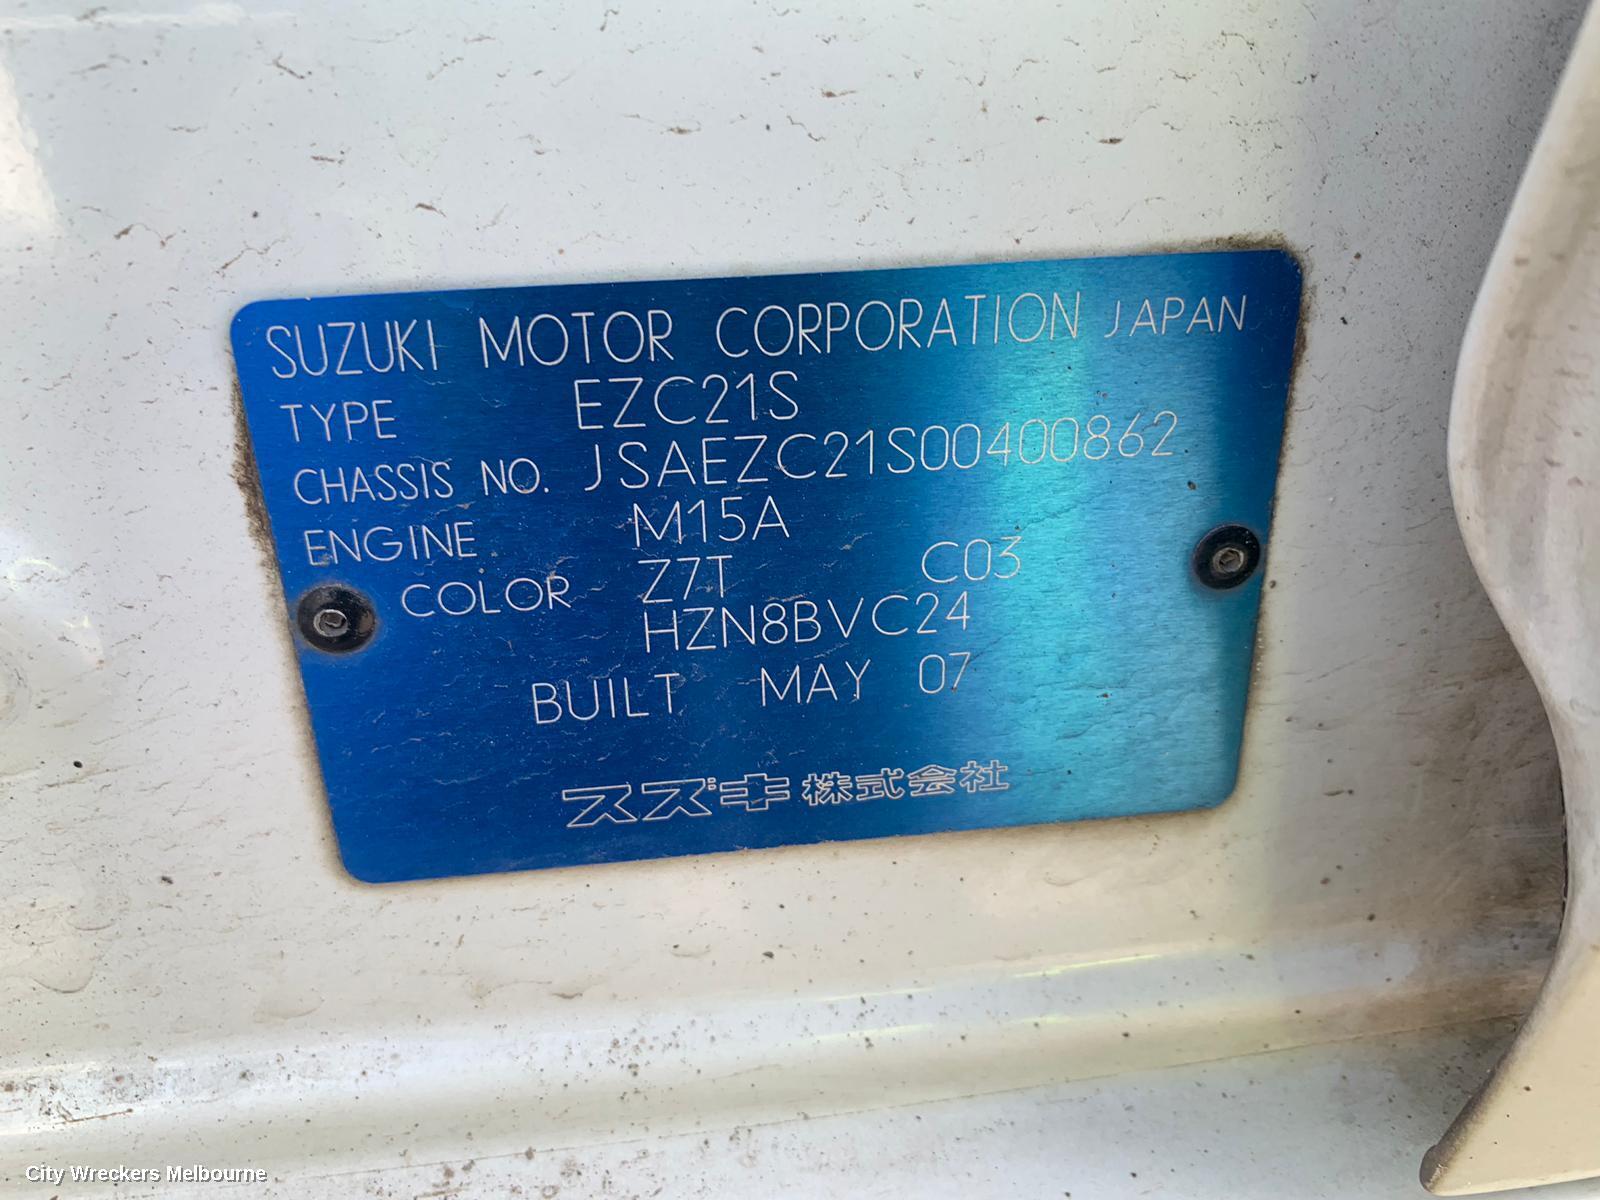 SUZUKI MOTOR CORPORATION JAPAN
TYPE EZC21S
CHASSIS NO. JSAEZC21S00400862
ENGINE M15A
COLOR Z7T C03
HZN8BVC24
BUILT MAY 07
スズキ株式会社
City Wreckers Melbourne